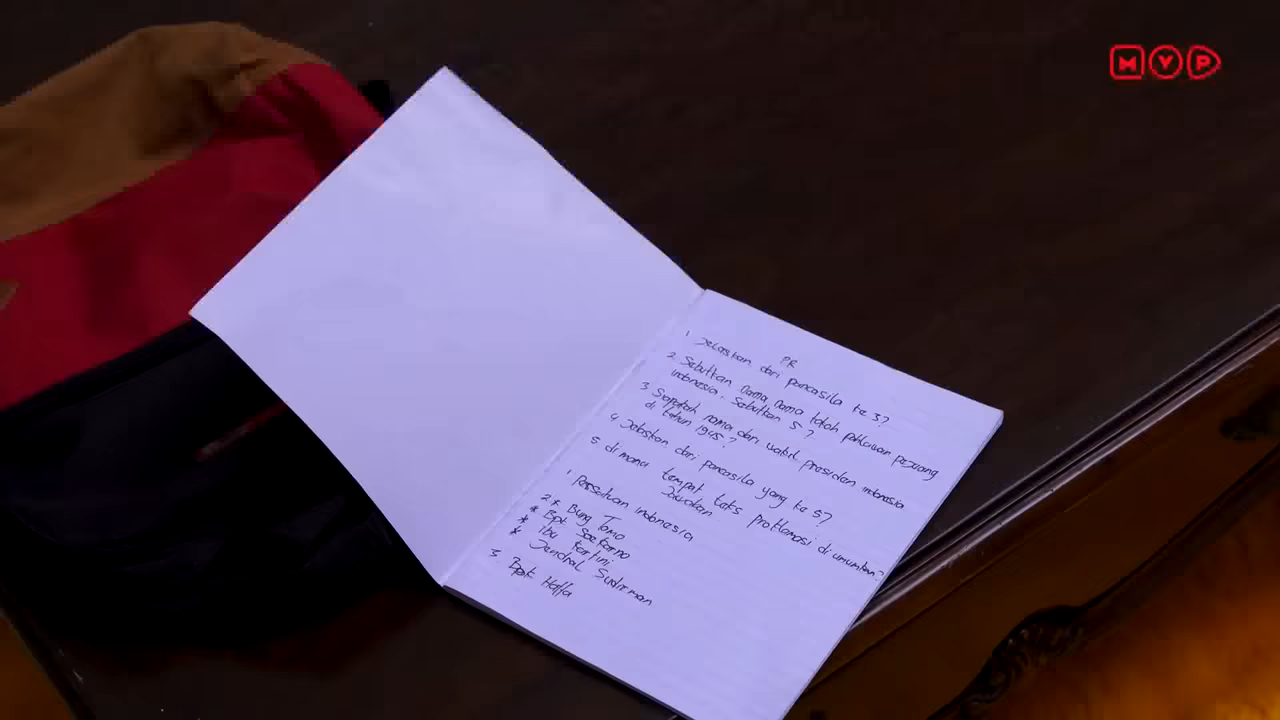 MYP
PR
1 Jelaskan dari pancasila ke 3?
2. Sebutkan nama nama tokoh pahlawan pejuang
indonesia. Sebutkan 5?
3 Siapakah nama dari wakil presiden indonesia
di tahun 1945?
4 Jelaskan dari pancasila yang ke 5?
5 di mana tempat teks proklamasi di umumkan?
Jawaban
1 Persatuan indonesia
2 * Bung Tomo
* Bpk Soekarno
* Ibu kartini
* Jendral Sudirman
3 Bpk Hatta